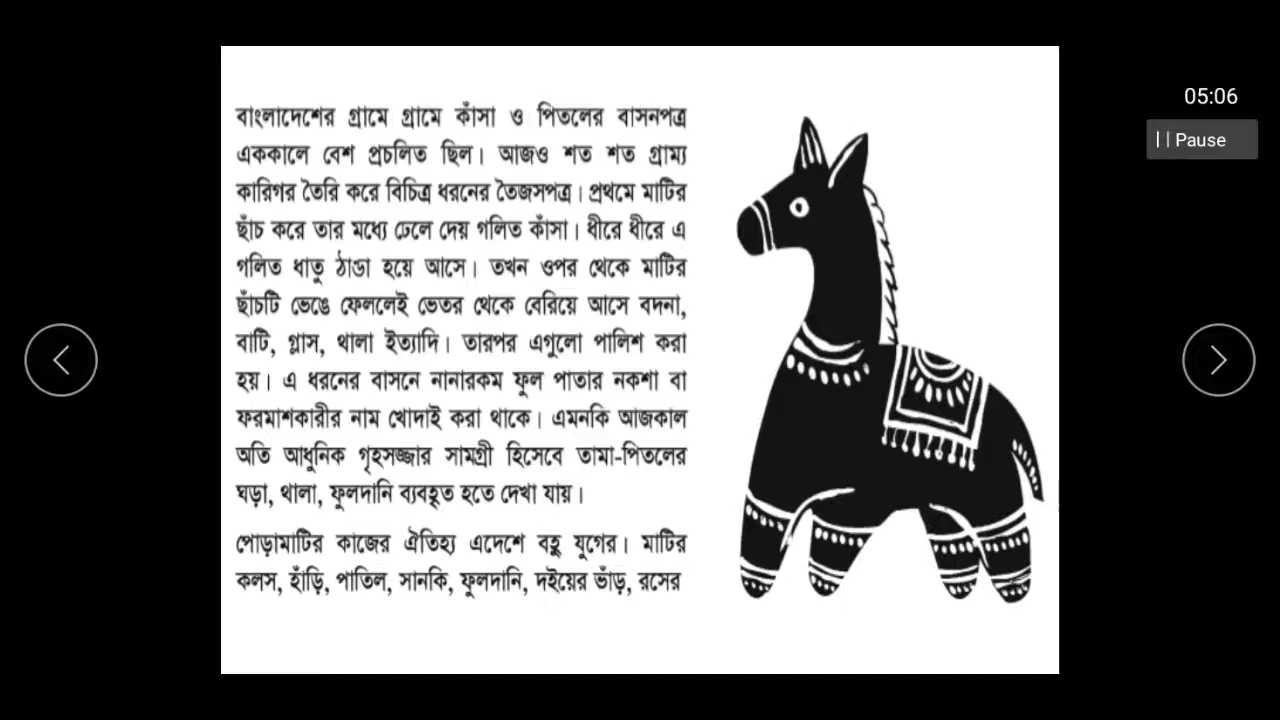 বাংলাদেশের গ্রামে গ্রামে কাঁসা ও পিতলের বাসনপত্র
এককালে বেশ প্রচলিত ছিল। আজও শত শত গ্রাম্য
কারিগর তৈরি করে বিচিত্র ধরনের তৈজসপত্র। প্রথমে মাটির
ছাঁচ করে তার মধ্যে ঢেলে দেয় গলিত কাঁসা। ধীরে ধীরে এ
গলিত ধাতু ঠাণ্ডা হয়ে আসে। তখন ওপর থেকে মাটির
ছাঁচটি ভেঙে ফেললেই ভেতর থেকে বেরিয়ে আসে বদনা,
বাটি, গ্লাস, থালা ইত্যাদি। তারপর এগুলো পালিশ করা
হয়। এ ধরনের বাসনে নানারকম ফুল পাতার নকশা বা
ফরমাশকারীর নাম খোদাই করা থাকে। এমনকি আজকাল
অতি আধুনিক গৃহসজ্জার সামগ্রী হিসেবে তামা-পিতলের
ঘড়া, থালা, ফুলদানি ব্যবহৃত হতে দেখা যায়।
পোড়ামাটির কাজের ঐতিহ্য এদেশে বহু যুগের। মাটির
কলস, হাঁড়ি, পাতিল, সানকি, ফুলদানি, দইয়ের ভাঁড়, রসের
05:06
Pause